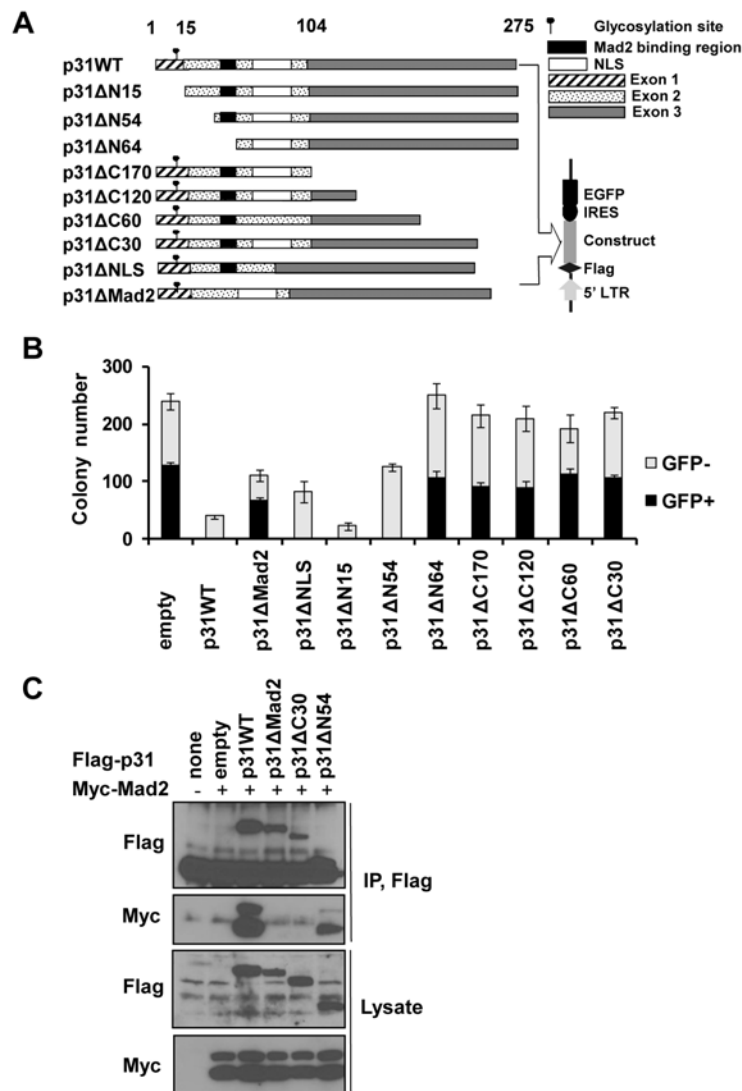 A
1 15 104 275
Glycosylation site
Mad2 binding region
NLS
Exon 1
Exon 2
Exon 3
p31WT
p31ΔN15
p31ΔN54
p31ΔN64
p31ΔC170
p31ΔC120
p31ΔC60
p31ΔC30
p31ΔNLS
p31ΔMad2
EGFP
IRES
Construct
Flag
5' LTR
B
Colony number
300
200
100
0
GFP-
GFP+
empty
p31WT
p31ΔMad2
p31ΔNLS
p31ΔN15
p31ΔN54
p31ΔN64
p31ΔC170
p31ΔC120
p31ΔC60
p31ΔC30
C
Flag-p31 none empty p31WT p31ΔMad2 p31ΔC30 p31ΔN54
Myc-Mad2 - + + + + +
Flag
Myc
IP, Flag
Flag
Myc
Lysate